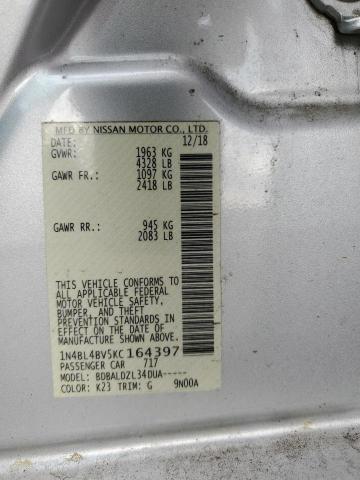 MFD BY NISSAN MOTOR CO., LTD.
DATE: 12/18
GVWR: 1963 KG
4328 LB
GAWR FR.: 1097 KG
2418 LB
GAWR RR.: 945 KG
2083 LB
THIS VEHICLE CONFORMS TO
ALL APPLICABLE FEDERAL
MOTOR VEHICLE SAFETY,
BUMPER, AND THEFT
PREVENTION STANDARDS IN
EFFECT ON THE DATE OF
MANUFACTURE SHOWN ABOVE.
1N4BL4BV5KC164397
PASSENGER CAR 717
MODEL: BDBALDZL34DUA-----
COLOR: K23 TRIM: G 9N00A